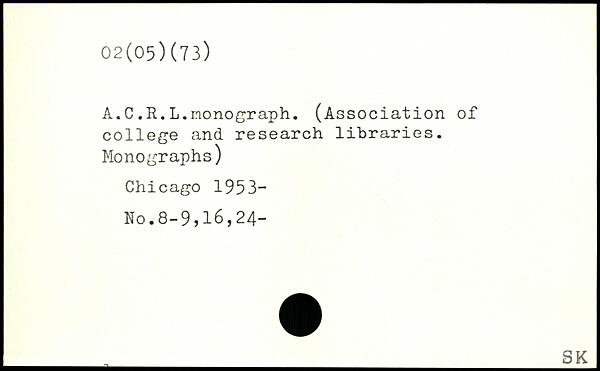 02(05)(73)
A.C.R.L.monograph. (Association of
college and research libraries.
Monographs)
Chicago 1953-
No.8-9,16,24-
SK